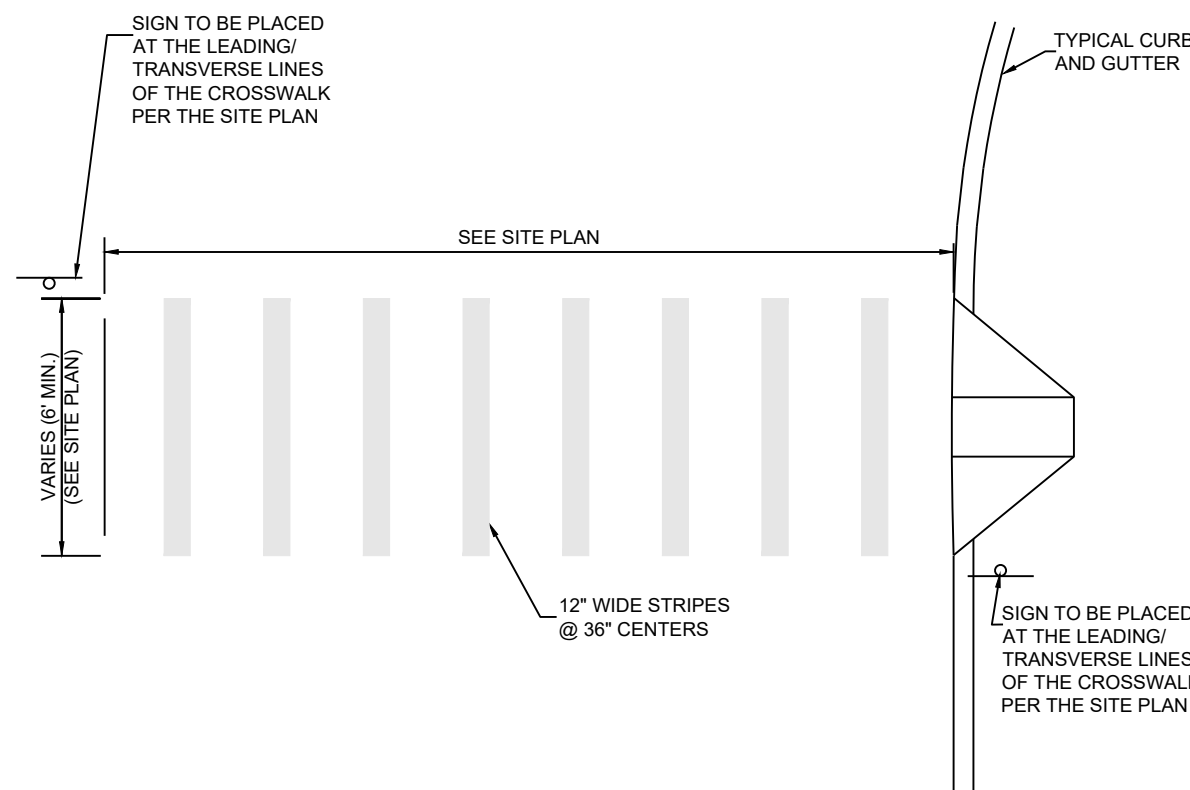 SIGN TO BE PLACED
AT THE LEADING/
TRANSVERSE LINES
OF THE CROSSWALK
PER THE SITE PLAN
TYPICAL CURB
AND GUTTER
SEE SITE PLAN
VARIES (6' MIN.)
(SEE SITE PLAN)
12" WIDE STRIPES
@ 36" CENTERS
SIGN TO BE PLACED
AT THE LEADING/
TRANSVERSE LINES
OF THE CROSSWALK
PER THE SITE PLAN